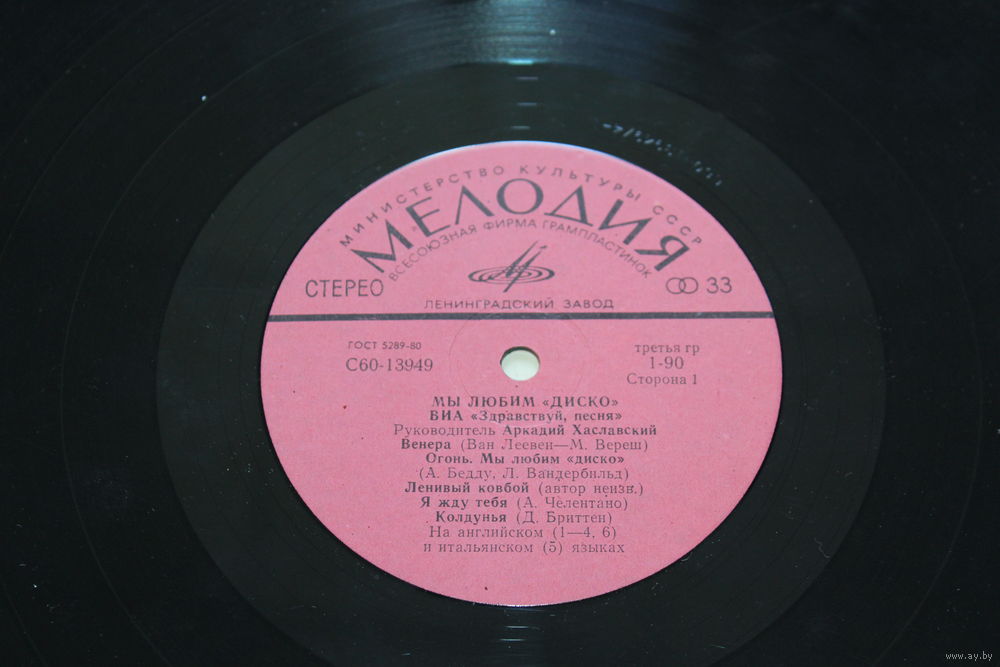 МИНИСТЕРСТВО КУЛЬТУРЫ СССР
МЕЛОДИЯ
ВСЕСОЮЗНАЯ ФИРМА ГРАМПЛАСТИНОК
СТЕРЕО
33
ЛЕНИНГРАДСКИЙ ЗАВОД
ГОСТ 5289-80
С60-13949
третья гр
1-90
Сторона 1
МЫ ЛЮБИМ «ДИСКО»
ВИА «Здравствуй, песня»
Руководитель Аркадий Хаславский
Венера (Ван Леевен—М. Вереш)
Огонь. Мы любим «диско»
(А. Бедду, Л. Вандербильд)
Ленивый ковбой (автор неизв.)
Я жду тебя (А. Челентано)
Колдунья (Д. Бриттен)
На английском (1—4, 6)
и итальянском (5) языках
www.ay.by